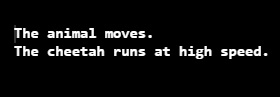 The animal moves.
The cheetah runs at high speed.